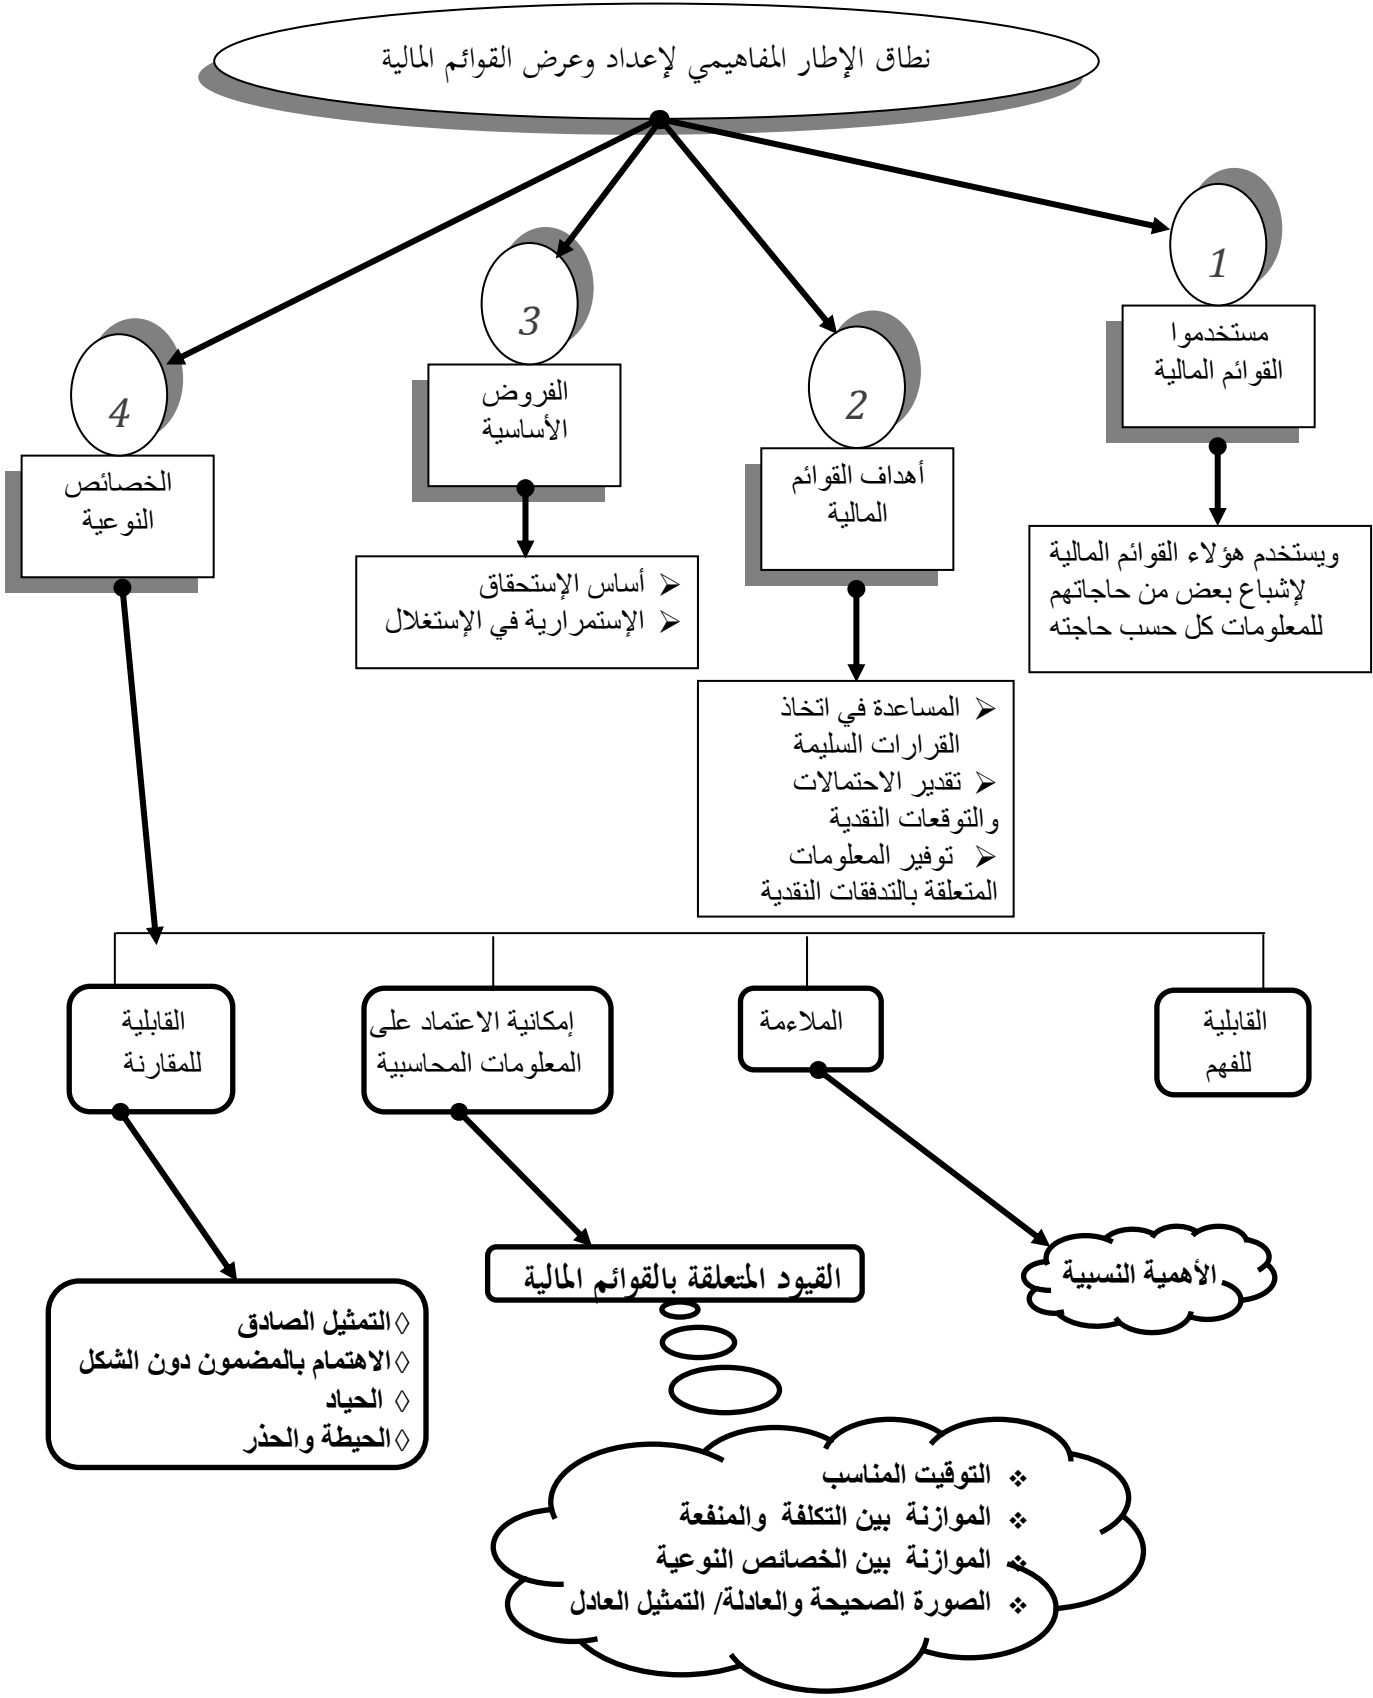 نطاق الإطار المفاهيمي لإعداد وعرض القوائم المالية
1
مستخدموا
القوائم المالية
ويستخدم هؤلاء القوائم المالية
لإشباع بعض من حاجاتهم
للمعلومات كل حسب حاجته
2
أهداف القوائم
المالية
المساعدة في اتخاذ
القرارات السليمة
تقدير الاحتمالات
والتوقعات النقدية
توفير المعلومات
المتعلقة بالتدفقات النقدية
3
الفروض
الأساسية
أساس الإستحقاق
الإستمرارية في الإستغلال
4
الخصائص
النوعية
القابلية
للفهم
الملاءمة
إمكانية الاعتماد على
المعلومات المحاسبية
القابلية
للمقارنة
الأهمية النسبية
القيود المتعلقة بالقوائم المالية
التوقيت المناسب
الموازنة بين التكلفة والمنفعة
الموازنة بين الخصائص النوعية
الصورة الصحيحة والعادلة/ التمثيل العادل
التمثيل الصادق
الاهتمام بالمضمون دون الشكل
الحياد
الحيطة والحذر